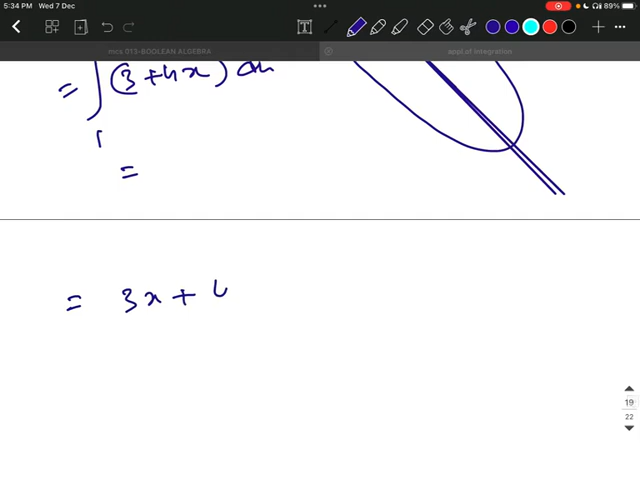 5:34 PM Wed 7 Dec
89%
mcs 013-BOOLEAN ALGEBRA
appl.of integration
= ∫ (3 + 4x) dx
1
=
= 3x + 4
19
22